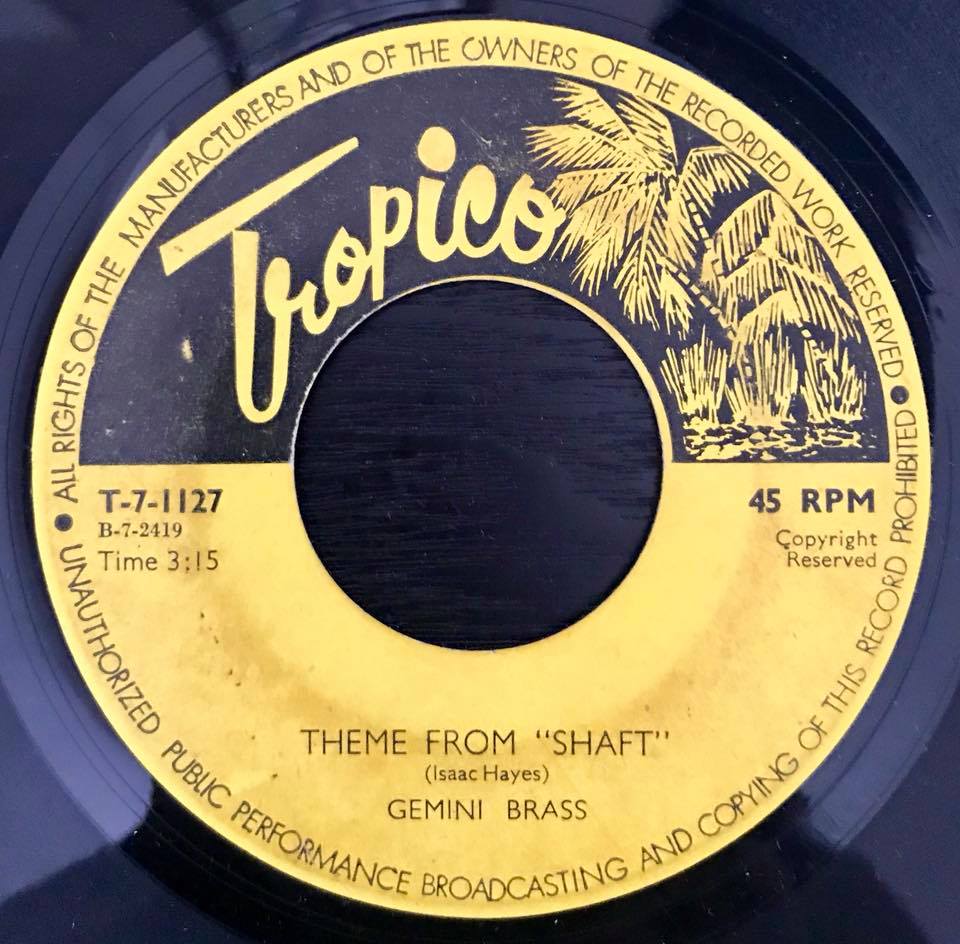 ALL RIGHTS OF THE MANUFACTURERS AND OF THE OWNERS OF THE RECORDED WORK RESERVED •
Tropico
T-7-1127
B-7-2419
Time 3:15
45 RPM
Copyright
Reserved
THEME FROM "SHAFT"
(Isaac Hayes)
GEMINI BRASS
• UNAUTHORIZED PUBLIC PERFORMANCE BROADCASTING AND COPYING OF THIS RECORD PROHIBITED